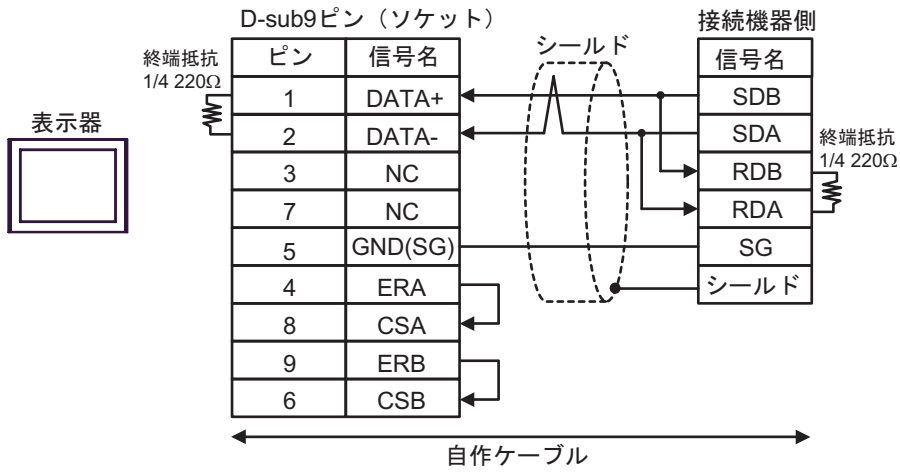 D-sub9ピン（ソケット）
接続機器側
シールド
終端抵抗
1/4 220Ω
表示器
ピン 信号名
1 DATA+
2 DATA-
3 NC
7 NC
5 GND(SG)
4 ERA
8 CSA
9 ERB
6 CSB
信号名
SDB
SDA
RDB
RDA
SG
シールド
終端抵抗
1/4 220Ω
自作ケーブル